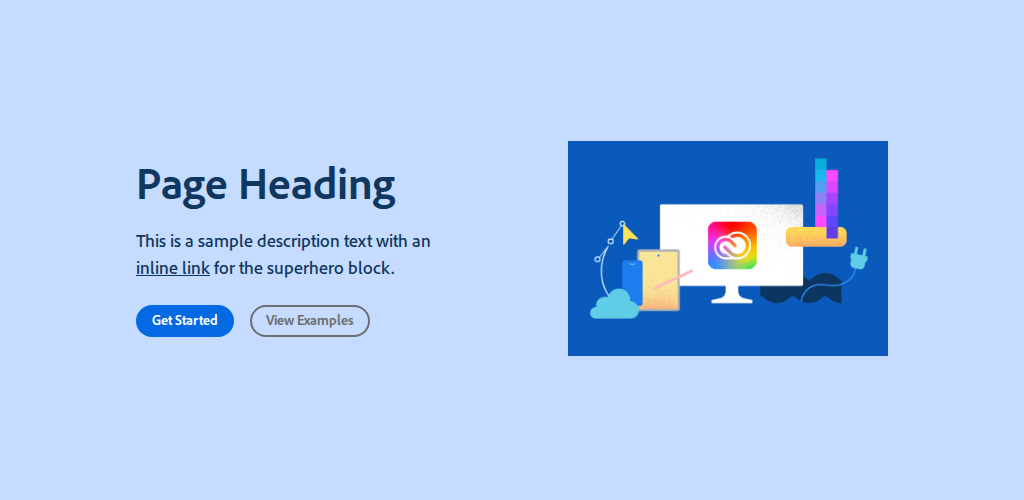 Page Heading
This is a sample description text with an
inline link for the superhero block.
Get Started
View Examples